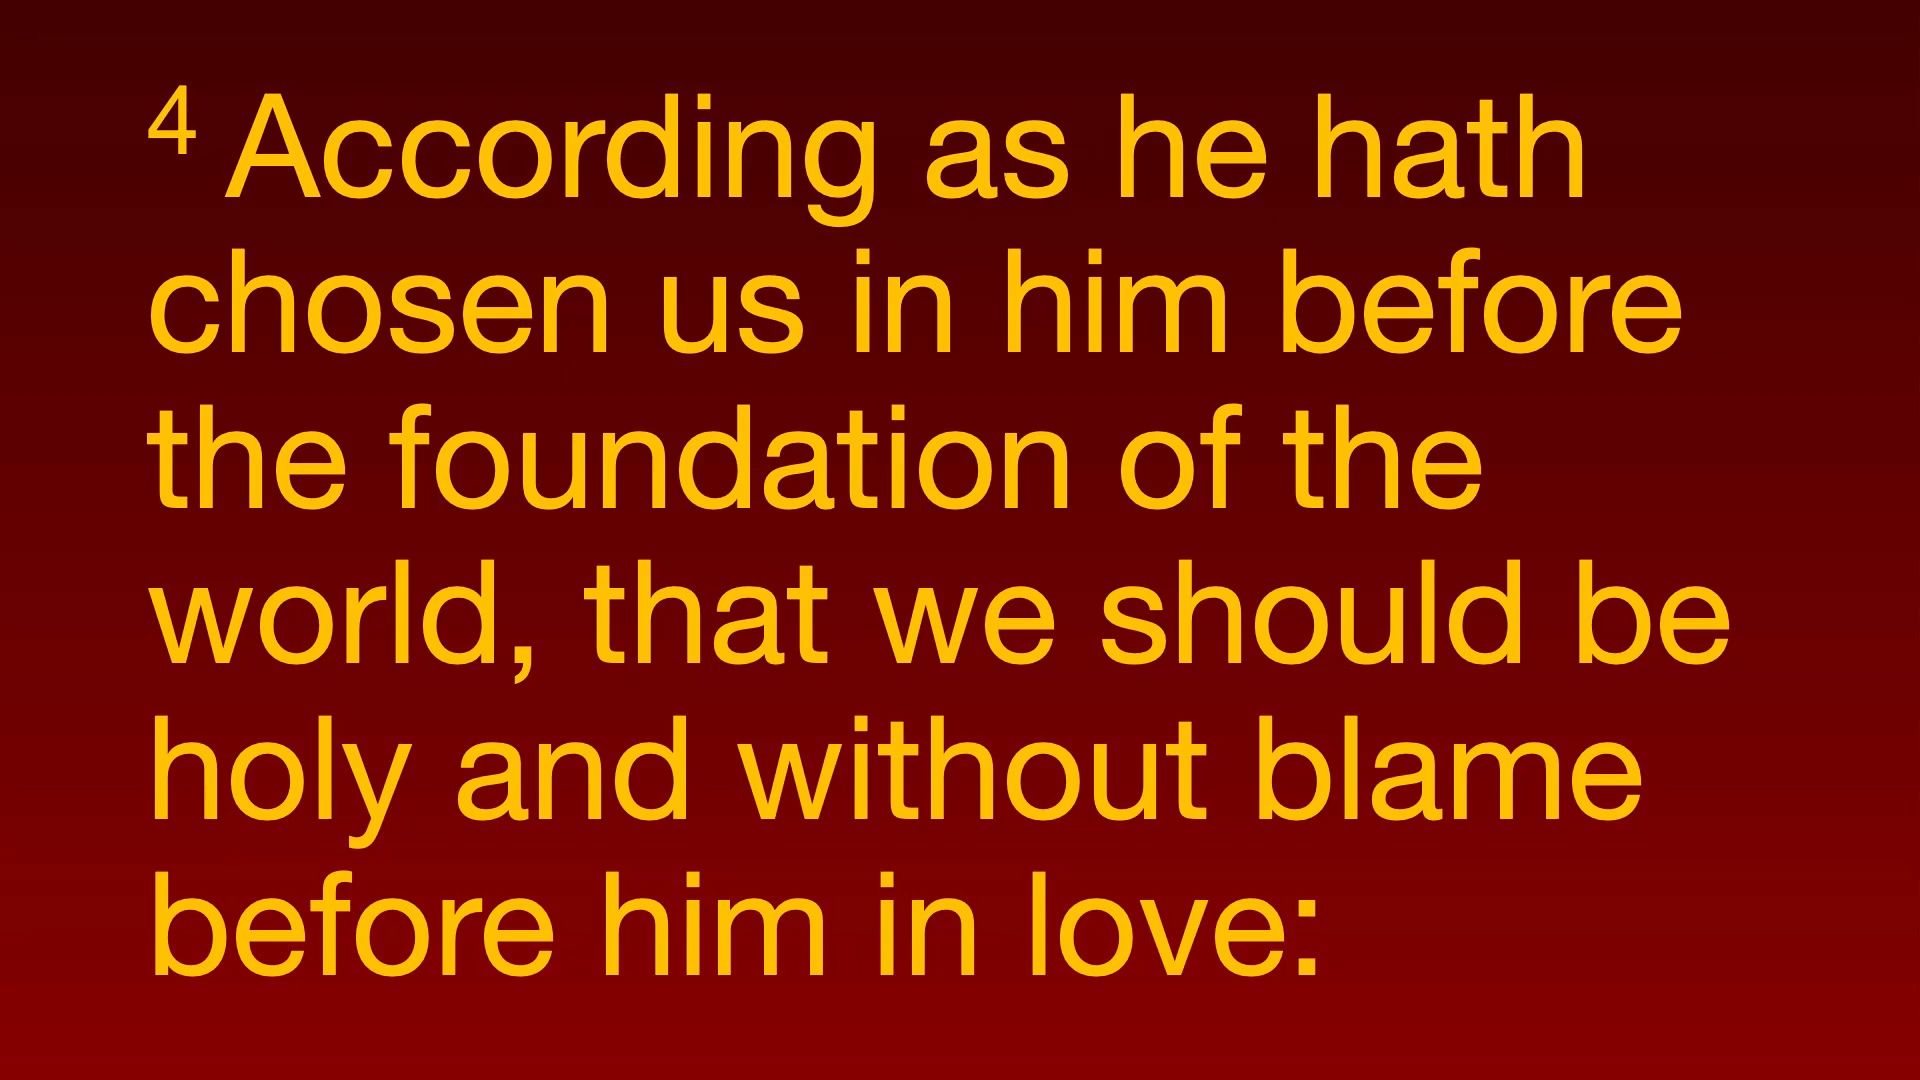 4 According as he hath
chosen us in him before
the foundation of the
world, that we should be
holy and without blame
before him in love: